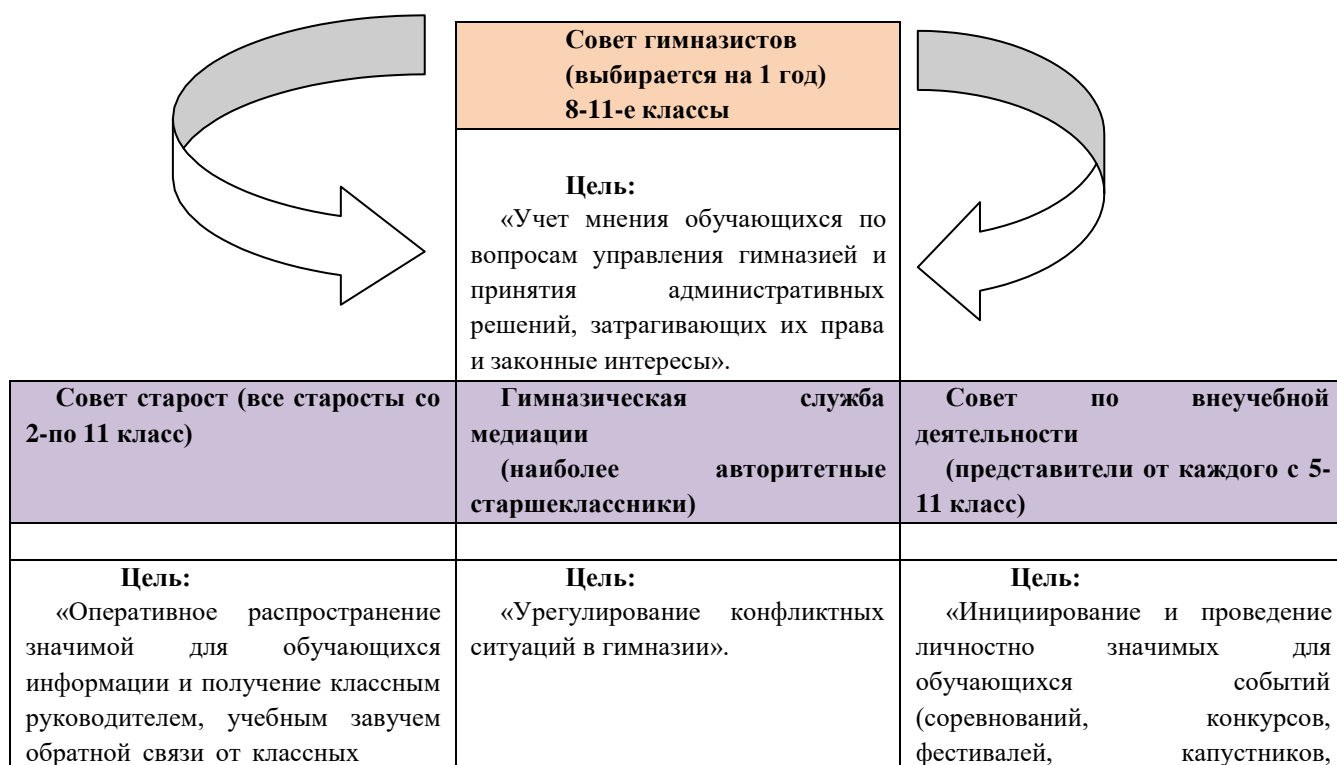 Совет гимназистов
(выбирается на 1 год)
8-11-е классы
Цель:
«Учет мнения обучающихся по
вопросам управления гимназией и
принятия административных
решений, затрагивающих их права
и законные интересы».
Совет старост (все старосты со
2-по 11 класс)
Гимназическая служба
медиации
(наиболее авторитетные
старшеклассники)
Совет по внеучебной
деятельности
(представители от каждого с 5-
11 класс)
Цель:
«Оперативное распространение
значимой для обучающихся
информации и получение классным
руководителем, учебным завучем
обратной связи от классных
Цель:
«Урегулирование конфликтных
ситуаций в гимназии».
Цель:
«Инициирование и проведение
личностно значимых для
обучающихся событий
(соревнований, конкурсов,
фестивалей, капустников,